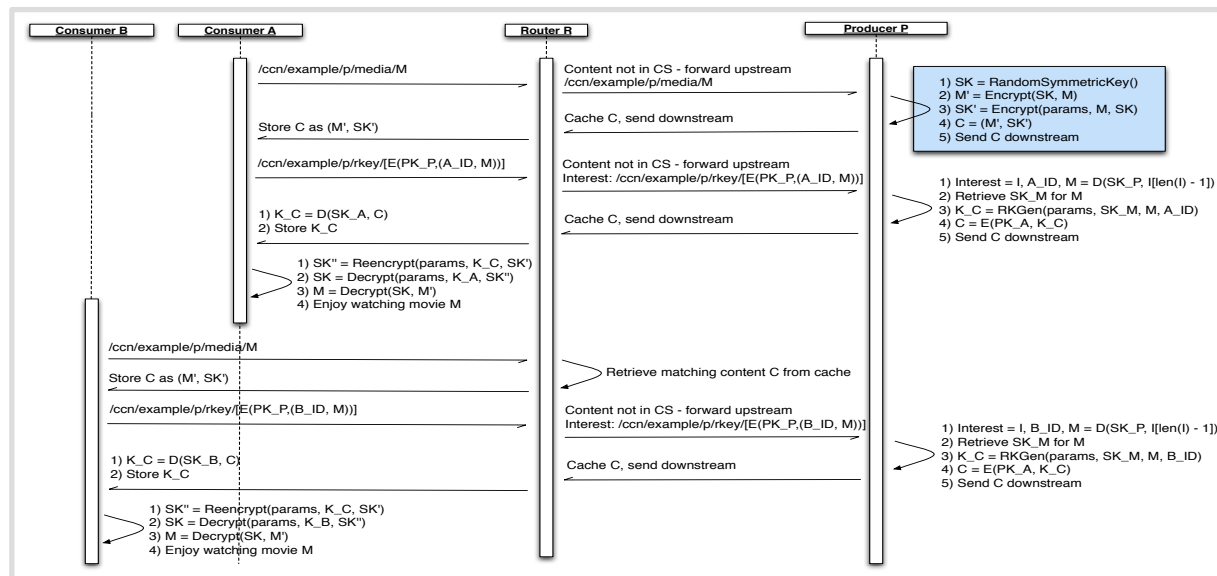 Consumer B
Consumer A
Router R
Producer P
/ccn/example/p/media/M
Content not in CS - forward upstream
/ccn/example/p/media/M
1) SK = RandomSymmetricKey()
2) M' = Encrypt(SK, M)
3) SK' = Encrypt(params, M, SK)
4) C = (M', SK')
5) Send C downstream
Store C as (M', SK')
Cache C, send downstream
/ccn/example/p/rkey/[E(PK_P,(A_ID, M))]
Content not in CS - forward upstream
Interest: /ccn/example/p/rkey/[E(PK_P,(A_ID, M))]
1) Interest = I, A_ID, M = D(SK_P, I[len(I) - 1])
2) Retrieve SK_M for M
3) K_C = RKGen(params, SK_M, M, A_ID)
4) C = E(PK_A, K_C)
5) Send C downstream
1) K_C = D(SK_A, C)
2) Store K_C
Cache C, send downstream
1) SK'' = Reencrypt(params, K_C, SK')
2) SK = Decrypt(params, K_A, SK'')
3) M = Decrypt(SK, M')
4) Enjoy watching movie M
/ccn/example/p/media/M
Retrieve matching content C from cache
Store C as (M', SK')
/ccn/example/p/rkey/[E(PK_P,(B_ID, M))]
Content not in CS - forward upstream
Interest: /ccn/example/p/rkey/[E(PK_P,(B_ID, M))]
1) Interest = I, B_ID, M = D(SK_P, I[len(I) - 1])
2) Retrieve SK_M for M
3) K_C = RKGen(params, SK_M, M, B_ID)
4) C = E(PK_A, K_C)
5) Send C downstream
1) K_C = D(SK_B, C)
2) Store K_C
Cache C, send downstream
1) SK'' = Reencrypt(params, K_C, SK')
2) SK = Decrypt(params, K_B, SK'')
3) M = Decrypt(SK, M')
4) Enjoy watching movie M